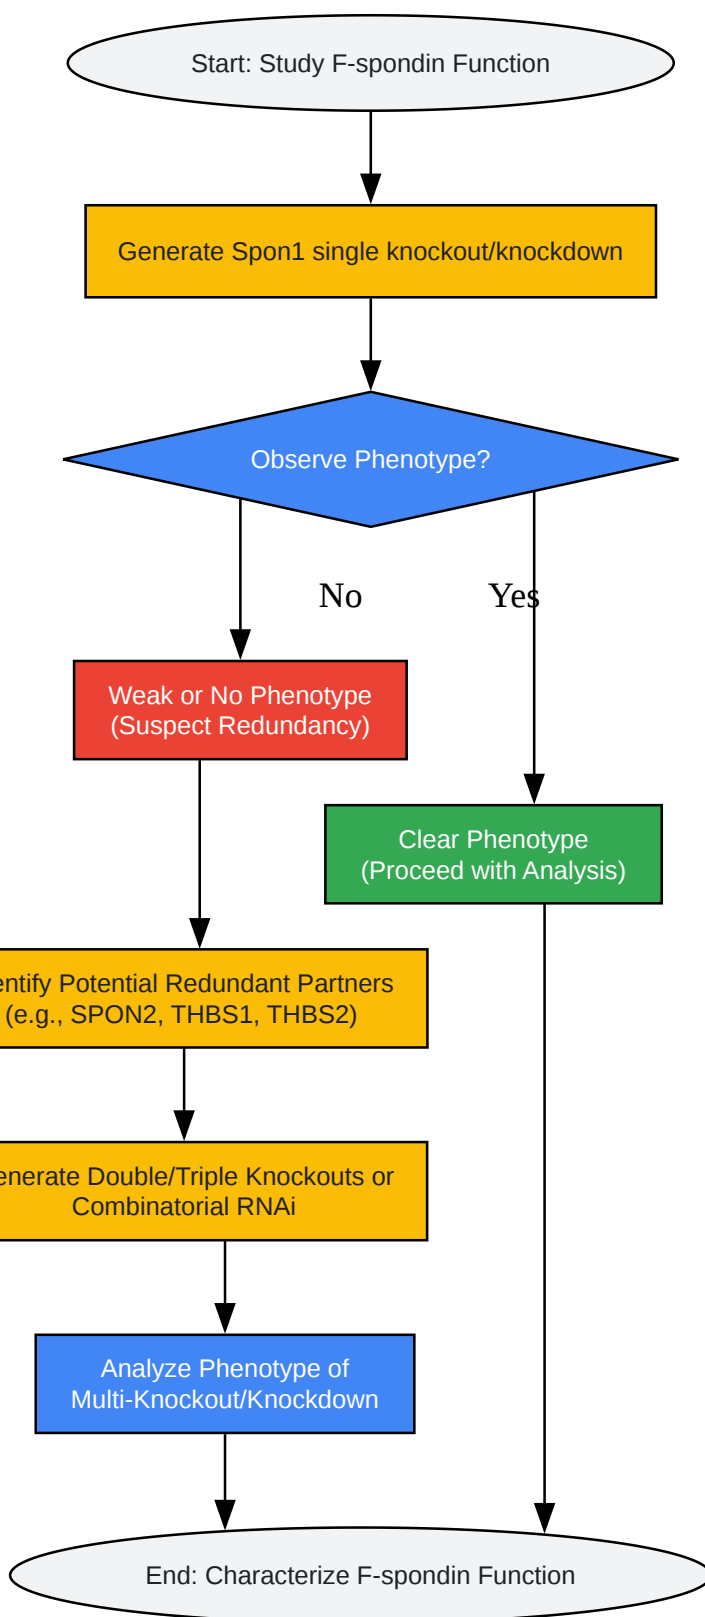 Start: Study F-spondin Function
Generate Spon1 single knockout/knockdown
Observe Phenotype?
No
Yes
Weak or No Phenotype
(Suspect Redundancy)
Clear Phenotype
(Proceed with Analysis)
entify Potential Redundant Partners
(e.g., SPON2, THBS1, THBS2)
enerate Double/Triple Knockouts or
Combinatorial RNAi
Analyze Phenotype of
Multi-Knockout/Knockdown
End: Characterize F-spondin Function